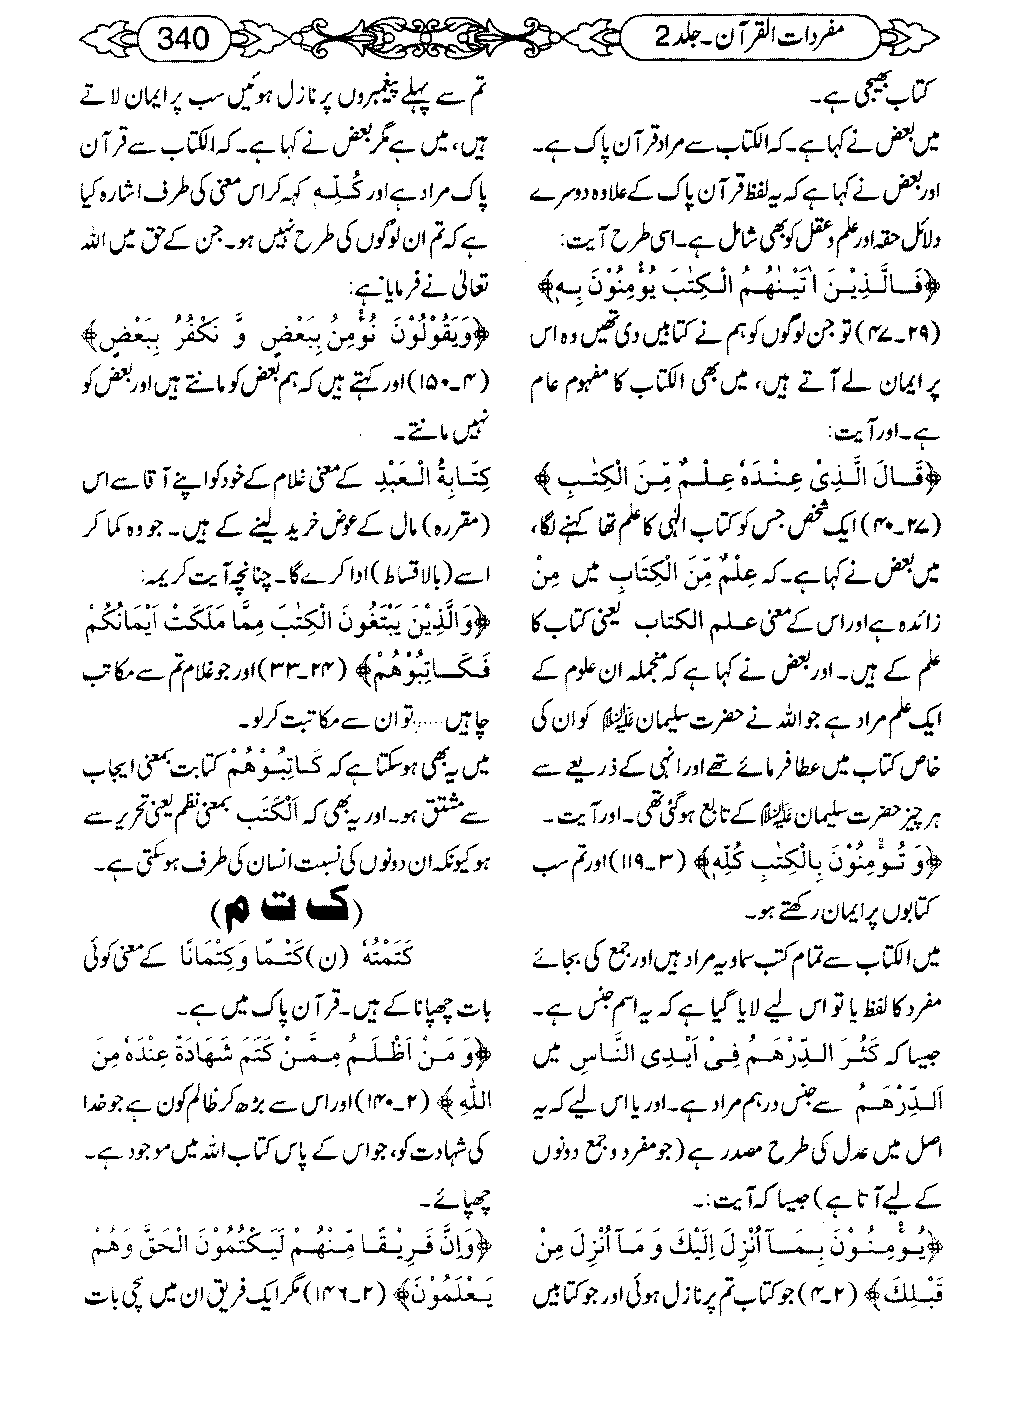 مفردات القرآن۔جلد 2
340
کتاب بھیجی ہے۔
میں بعض نے کہا ہے۔کہ الکتاب سے مراد قرآن پاک ہے۔
اور بعض نے کہا ہے کہ یہ لفظ قرآن پاک کے علاوہ دوسرے
دلائل حقہ اور علم و عقل کو بھی شامل ہے۔اسی طرح آیت:
﴿فَالَّذِیْنَ اٰتَیْنٰهُمُ الْکِتٰبَ یُؤْمِنُوْنَ بِهٖ﴾
(۲۹۔۴۷)تو جن لوگوں کو ہم نے کتابیں دی تھیں وہ اس
پر ایمان لے آتے ہیں، میں بھی الکتاب کا مفہوم عام
ہے۔اور آیت:
﴿قَالَ الَّذِیْ عِنْدَهٗ عِلْمٌ مِّنَ الْکِتٰبِ﴾
(۲۷۔۴۰)ایک شخص جس کو کتاب الٰہی کا علم تھا کہنے لگا،
میں بعض نے کہا ہے۔کہ عِلْمٌ مِّنَ الْکِتَابِ میں مِنْ
زائدہ ہے اور اس کے معنی علم الکتاب یعنی کتاب کا
علم کے ہیں۔اور بعض نے کہا ہے کہ منجملہ ان علوم کے
ایک علم مراد ہے جو اللہ نے حضرت سلیمان علیہ السلام کو ان کی
خاص کتاب میں عطا فرمائے تھے اور انہی کے ذریعے سے
ہر چیز حضرت سلیمان علیہ السلام کے تابع ہوگئی تھی۔اور آیت۔
﴿وَ تُؤْمِنُوْنَ بِالْکِتٰبِ کُلِّهٖ﴾ (۳۔۱۱۹)اور تم سب
کتابوں پر ایمان رکھتے ہو۔
میں الکتاب سے تمام کتب سماویہ مراد ہیں اور جمع کی بجائے
مفرد کا لفظ یا تو اس لیے لایا گیا ہے کہ یہ اسم جنس ہے۔
جیسا کہ کَثُرَ الدِّرْهَمُ فِیْ اَیْدِی النَّاسِ میں
اَلدِّرْهَمُ سے جنس درہم مراد ہے۔اور یا اس لیے کہ یہ
اصل میں عدل کی طرح مصدر ہے(جو مفرد و جمع دونوں
کے لیے آتا ہے)جیسا کہ آیت:۔
﴿یُؤْمِنُوْنَ بِمَآ اُنْزِلَ اِلَیْكَ وَ مَآ اُنْزِلَ مِنْ
قَبْلِكَ﴾ (۲۔۴)جو کتاب تم پر نازل ہوئی اور جو کتابیں
تم سے پہلے پیغمبروں پر نازل ہوئیں سب پر ایمان لاتے
ہیں، میں ہے مگر بعض نے کہا ہے۔کہ الکتاب سے قرآن
پاک مراد ہے اور کُلِّهٖ کہہ کر اس معنی کی طرف اشارہ کیا
ہے کہ تم ان لوگوں کی طرح نہیں ہو۔جن کے حق میں اللہ
تعالیٰ نے فرمایا ہے:
﴿وَیَقُوْلُوْنَ نُؤْمِنُ بِبَعْضٍ وَّ نَکْفُرُ بِبَعْضٍ﴾
(۴۔۱۵۰)اور کہتے ہیں کہ ہم بعض کو مانتے ہیں اور بعض کو
نہیں مانتے۔
کِتَابَةُ الْعَبْدِ کے معنی غلام کے خود کو اپنے آقا سے اس
(مقررہ)مال کے عوض خرید لینے کے ہیں۔جو وہ کما کر
اسے(بالاقساط)ادا کرے گا۔چنانچہ آیت کریمہ:
﴿وَالَّذِیْنَ یَبْتَغُوْنَ الْکِتٰبَ مِمَّا مَلَکَتْ اَیْمَانُکُمْ
فَکَاتِبُوْهُمْ﴾ (۲۴۔۳۳)اور جو غلام تم سے مکاتبت
چاہیں.....تو ان سے مکاتبت کرلو۔
میں یہ بھی ہوسکتا ہے کہ کَاتِبُوْهُمْ کتابت بمعنی ایجاب
سے مشتق ہو۔اور یہ بھی کہ اَلْکَتْبُ بمعنی نظم یعنی تحریر سے
ہو کیونکہ ان دونوں کی نسبت انسان کی طرف ہوسکتی ہے۔
(ک ت م)
کَتَمْتُهٗ (ن)کَتْمًا وَکِتْمَانًا کے معنی کوئی
بات چھپانا کے ہیں۔قرآن پاک میں ہے۔
﴿وَ مَنْ اَظْلَمُ مِمَّنْ کَتَمَ شَهَادَةً عِنْدَهٗ مِنَ
اللّٰهِ﴾ (۲۔۱۴۰)اور اس سے بڑھ کر ظالم کون ہے جو خدا
کی شہادت کو، جو اس کے پاس کتاب اللہ میں موجود ہے۔
چھپائے۔
﴿وَاِنَّ فَرِیْقًا مِّنْهُمْ لَیَکْتُمُوْنَ الْحَقَّ وَهُمْ
یَعْلَمُوْنَ﴾ (۲۔۱۴۶)مگر ایک فریق ان میں سچی بات